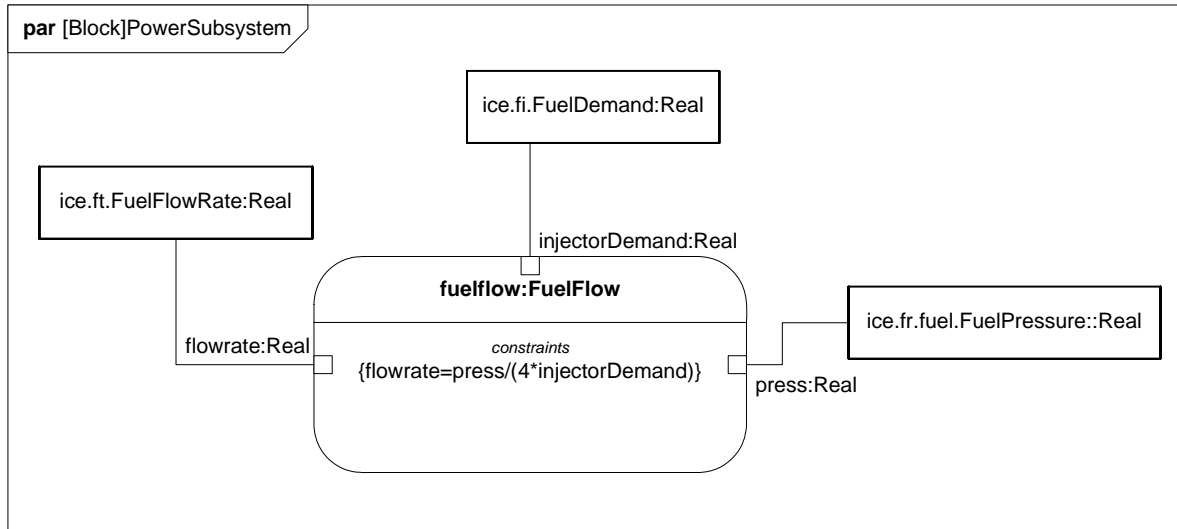 par [Block]PowerSubsystem
ice.fi.FuelDemand:Real
ice.ft.FuelFlowRate:Real
injectorDemand:Real
fuelflow:FuelFlow
ice.fr.fuel.FuelPressure::Real
flowrate:Real
constraints
{flowrate=press/(4*injectorDemand)}
press:Real